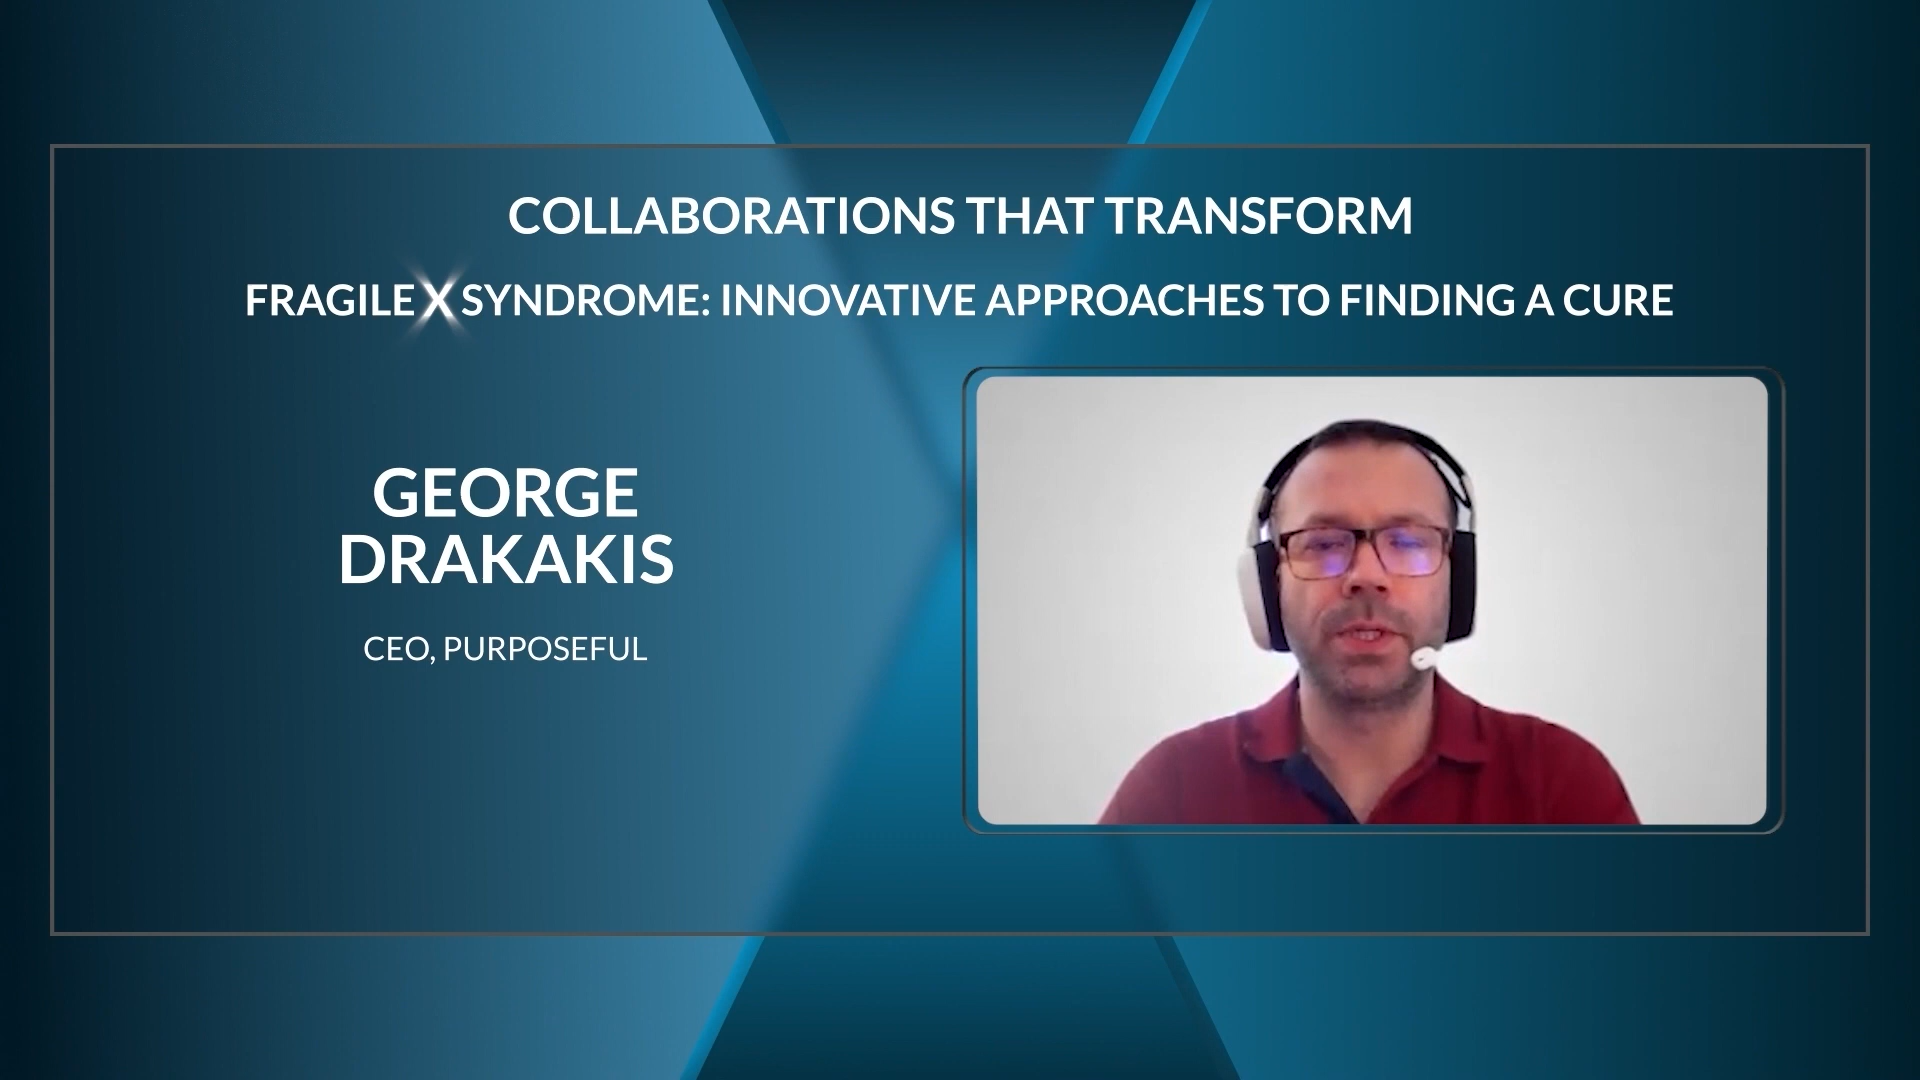 COLLABORATIONS THAT TRANSFORM
FRAGILE X SYNDROME: INNOVATIVE APPROACHES TO FINDING A CURE
GEORGE
DRAKAKIS
CEO, PURPOSEFUL